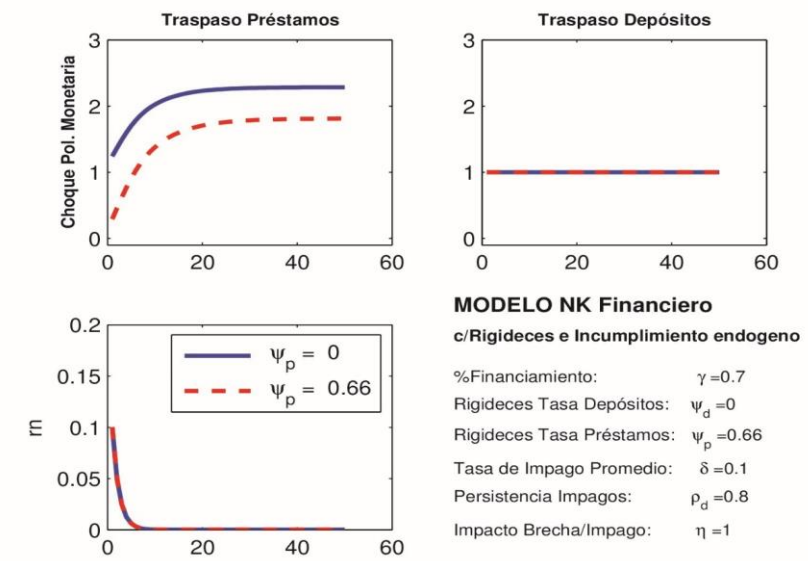 Traspaso Préstamos
Choque Pol. Monetaria
3
2
1
0
0
20
40
60
Traspaso Depósitos
3
2
1
0
0
20
40
60
rn
0.2
0.15
0.1
0.05
0
0
20
40
60
ψp = 0
ψp = 0.66
MODELO NK Financiero
c/Rigideces e Incumplimiento endogeno
%Financiamiento: γ =0.7
Rigideces Tasa Depósitos: ψd =0
Rigideces Tasa Préstamos: ψp =0.66
Tasa de Impago Promedio: δ =0.1
Persistencia Impagos: ρd =0.8
Impacto Brecha/Impago: η =1